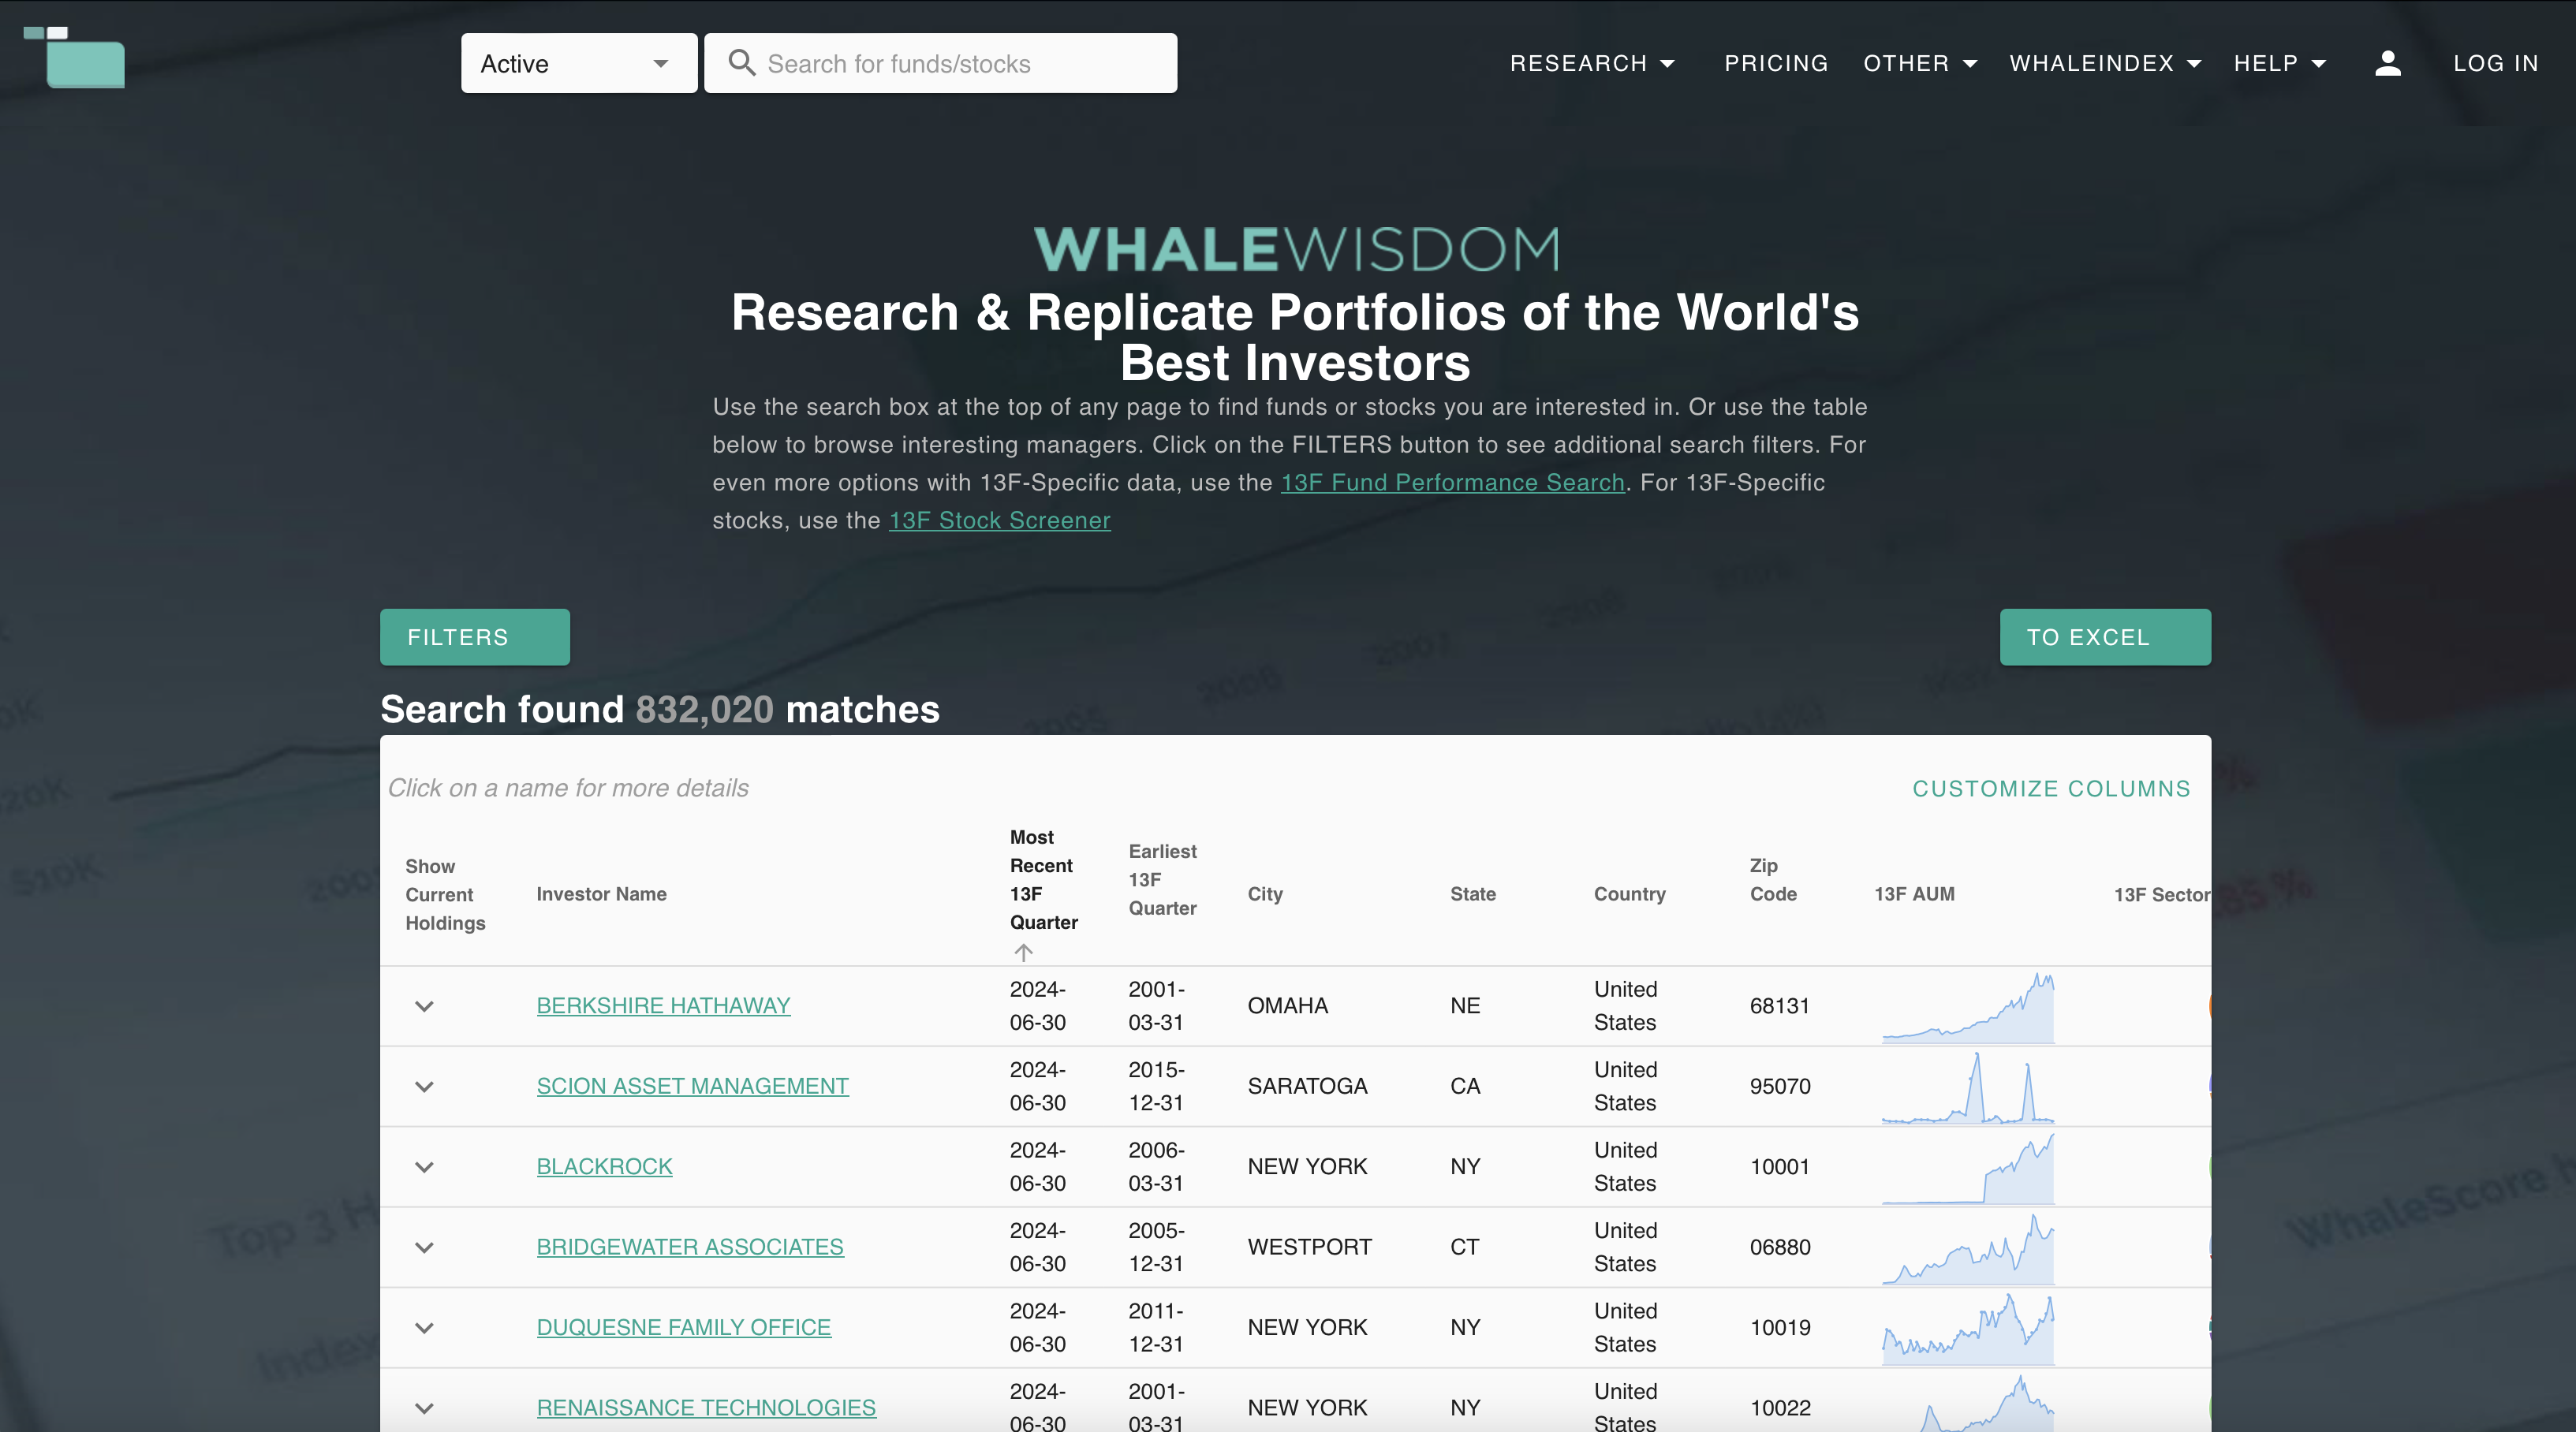 Active
Search for funds/stocks
RESEARCH
PRICING
OTHER
WHALEINDEX
HELP
LOG IN
WHALEWISDOM
Research & Replicate Portfolios of the World's
Best Investors
Use the search box at the top of any page to find funds or stocks you are interested in. Or use the table
below to browse interesting managers. Click on the FILTERS button to see additional search filters. For
even more options with 13F-Specific data, use the 13F Fund Performance Search. For 13F-Specific
stocks, use the 13F Stock Screener
FILTERS
TO EXCEL
Search found 832,020 matches
Click on a name for more details
CUSTOMIZE COLUMNS
Show
Current
Holdings
Investor Name
Most
Recent
13F
Quarter
Earliest
13F
Quarter
City
State
Country
Zip
Code
13F AUM
13F Sector
BERKSHIRE HATHAWAY
2024-
06-30
2001-
03-31
OMAHA
NE
United
States
68131
SCION ASSET MANAGEMENT
2024-
06-30
2015-
12-31
SARATOGA
CA
United
States
95070
BLACKROCK
2024-
06-30
2006-
03-31
NEW YORK
NY
United
States
10001
BRIDGEWATER ASSOCIATES
2024-
06-30
2005-
12-31
WESTPORT
CT
United
States
06880
DUQUESNE FAMILY OFFICE
2024-
06-30
2011-
12-31
NEW YORK
NY
United
States
10019
RENAISSANCE TECHNOLOGIES
2024-
06-30
2001-
03-31
NEW YORK
NY
United
States
10022
2005
2006
2007
2008
510K
Top 3
Index
WhaleScore